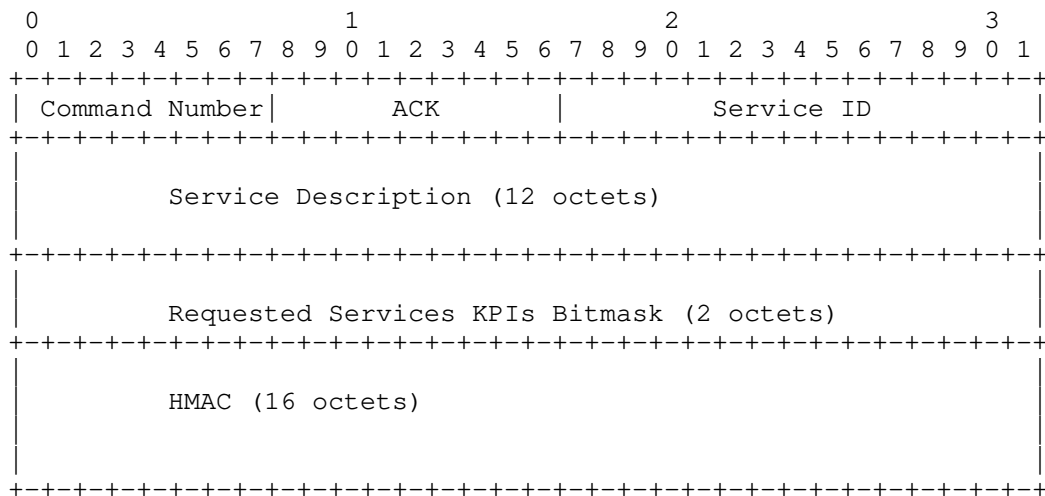 0                   1                   2                   3
0 1 2 3 4 5 6 7 8 9 0 1 2 3 4 5 6 7 8 9 0 1 2 3 4 5 6 7 8 9 0 1
+-+-+-+-+-+-+-+-+-+-+-+-+-+-+-+-+-+-+-+-+-+-+-+-+-+-+-+-+-+-+-+-+
| Command Number| ACK | Service ID |
+-+-+-+-+-+-+-+-+-+-+-+-+-+-+-+-+-+-+-+-+-+-+-+-+-+-+-+-+-+-+-+-+
| |
| Service Description (12 octets) |
| |
+-+-+-+-+-+-+-+-+-+-+-+-+-+-+-+-+-+-+-+-+-+-+-+-+-+-+-+-+-+-+-+-+
| |
| Requested Services KPIs Bitmask (2 octets) |
+-+-+-+-+-+-+-+-+-+-+-+-+-+-+-+-+-+-+-+-+-+-+-+-+-+-+-+-+-+-+-+-+
| |
| HMAC (16 octets) |
| |
| |
+-+-+-+-+-+-+-+-+-+-+-+-+-+-+-+-+-+-+-+-+-+-+-+-+-+-+-+-+-+-+-+-+